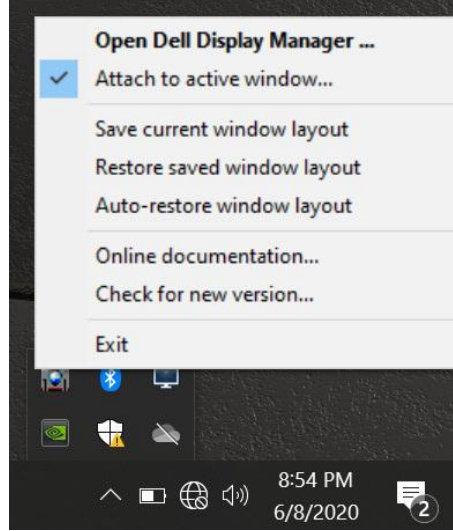 Open Dell Display Manager ...
Attach to active window...
Save current window layout
Restore saved window layout
Auto-restore window layout
Online documentation...
Check for new version...
Exit
8:54 PM
6/8/2020
2